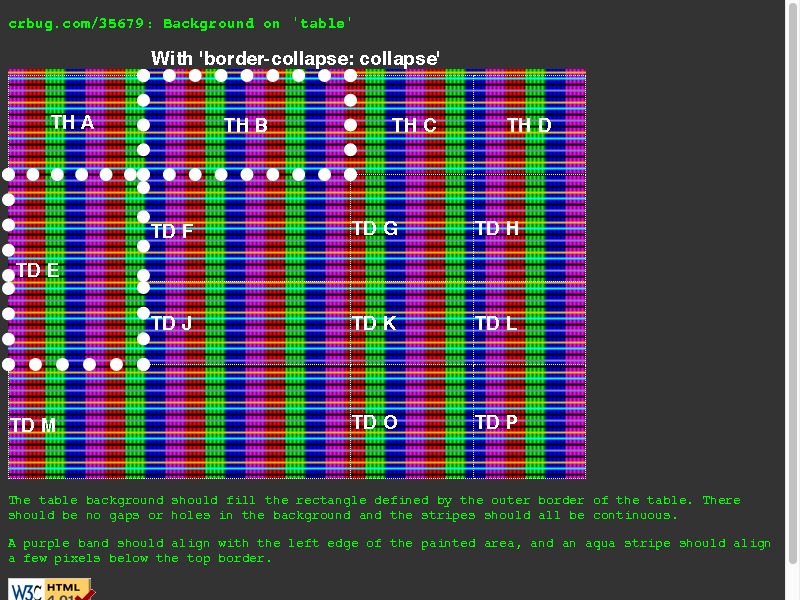 crbug.com/35679: Background on 'table'
With 'border-collapse: collapse'
TH A TH B TH C TH D
TD E TD F TD G TD H
TD J TD K TD L
TD M TD O TD P
The table background should fill the rectangle defined by the outer border of the table. There
should be no gaps or holes in the background and the stripes should all be continuous.
A purple band should align with the left edge of the painted area, and an aqua stripe should align
a few pixels below the top border.
W3C HTML
4.01